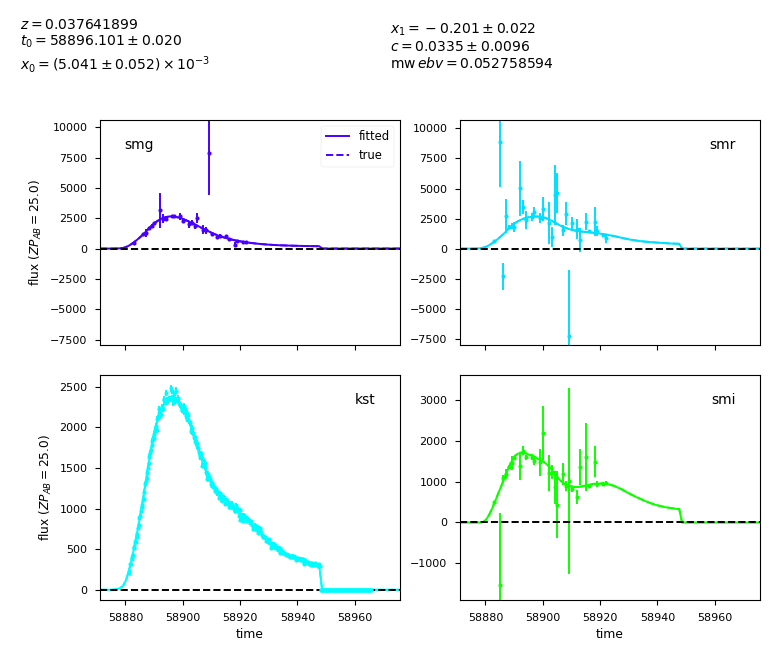 z = 0.037641899
t₀ = 58896.101 ± 0.020
x₀ = (5.041 ± 0.052) × 10⁻³
x₁ = −0.201 ± 0.022
c = 0.0335 ± 0.0096
mw ebv = 0.052758594
10000
7500
5000
2500
0
−2500
−5000
−7500
flux (ZP_AB = 25.0)
smg
fitted
true
10000
7500
5000
2500
0
−2500
−5000
−7500
smr
2500
2000
1500
1000
500
0
flux (ZP_AB = 25.0)
kst
58880 58900 58920 58940 58960
time
3000
2000
1000
0
−1000
smi
58880 58900 58920 58940 58960
time